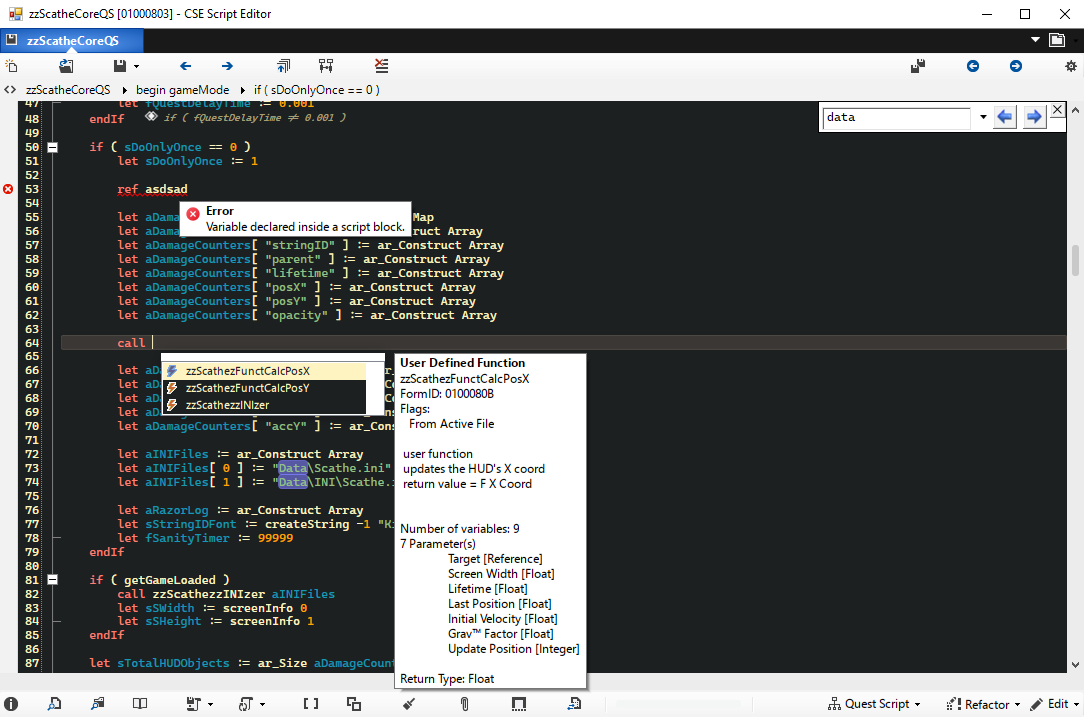 zzScatheCoreQS [01000803] - CSE Script Editor
zzScatheCoreQS
zzScatheCoreQS begin gameMode if ( sDoOnlyOnce == 0 )
data
47 let fQuestDelayTime := 0.001
48 endIf if ( fQuestDelayTime ≠ 0.001 )
49
50 if ( sDoOnlyOnce == 0 )
51 let sDoOnlyOnce := 1
52
53 ref asdsad
54
Error
Variable declared inside a script block.
55 let aDama Map
56 let aDama ruct Array
57 let aDamageCounters[ "stringID" ] := ar_Construct Array
58 let aDamageCounters[ "parent" ] := ar_Construct Array
59 let aDamageCounters[ "lifetime" ] := ar_Construct Array
60 let aDamageCounters[ "posX" ] := ar_Construct Array
61 let aDamageCounters[ "posY" ] := ar_Construct Array
62 let aDamageCounters[ "opacity" ] := ar_Construct Array
63
64 call
65
zzScathezFunctCalcPosX
zzScathezFunctCalcPosY
zzScathezzINIzer
66 let aD
67 let aD
68 let aD
69 let aD
70 let aDamageCounters[ "accY" ] := ar_Cons
71
72 let aINIFiles := ar_Construct Array
73 let aINIFiles[ 0 ] := "Data\Scathe.ini"
74 let aINIFiles[ 1 ] := "Data\INI\Scathe.
75
76 let aRazorLog := ar_Construct Array
77 let sStringIDFont := createString -1 "K
78 let fSanityTimer := 99999
79 endIf
80
81 if ( getGameLoaded )
82 call zzScathezzINIzer aINIFiles
83 let sSWidth := screenInfo 0
84 let sSHeight := screenInfo 1
85 endIf
86
87 let sTotalHUDObjects := ar_Size aDamageCount
User Defined Function
zzScathezFunctCalcPosX
FormID: 0100080B
Flags:
From Active File
user function
updates the HUD's X coord
return value = F X Coord
Number of variables: 9
7 Parameter(s)
Target [Reference]
Screen Width [Float]
Lifetime [Float]
Last Position [Float]
Initial Velocity [Float]
Grav™ Factor [Float]
Update Position [Integer]
Return Type: Float
Quest Script Refactor Edit